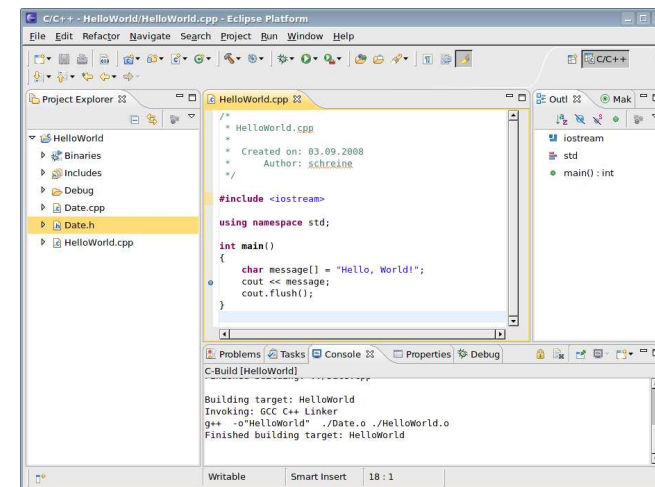 C/C++ - HelloWorld/HelloWorld.cpp - Eclipse Platform
File Edit Refactor Navigate Search Project Run Window Help
C/C++
Project Explorer
HelloWorld
Binaries
Includes
Debug
Date.cpp
Date.h
HelloWorld.cpp
HelloWorld.cpp
/*
* HelloWorld.cpp
*
*  Created on: 03.09.2008
*      Author: schreine
*/
#include <iostream>
using namespace std;
int main()
{
    char message[] = "Hello, World!";
    cout << message;
    cout.flush();
}
Outl Mak
iostream
std
main() : int
Problems Tasks Console Properties Debug
C-Build [HelloWorld]
Building target: HelloWorld
Invoking: GCC C++ Linker
g++  -o"HelloWorld"  ./Date.o ./HelloWorld.o
Finished building target: HelloWorld
Writable Smart Insert 18 : 1